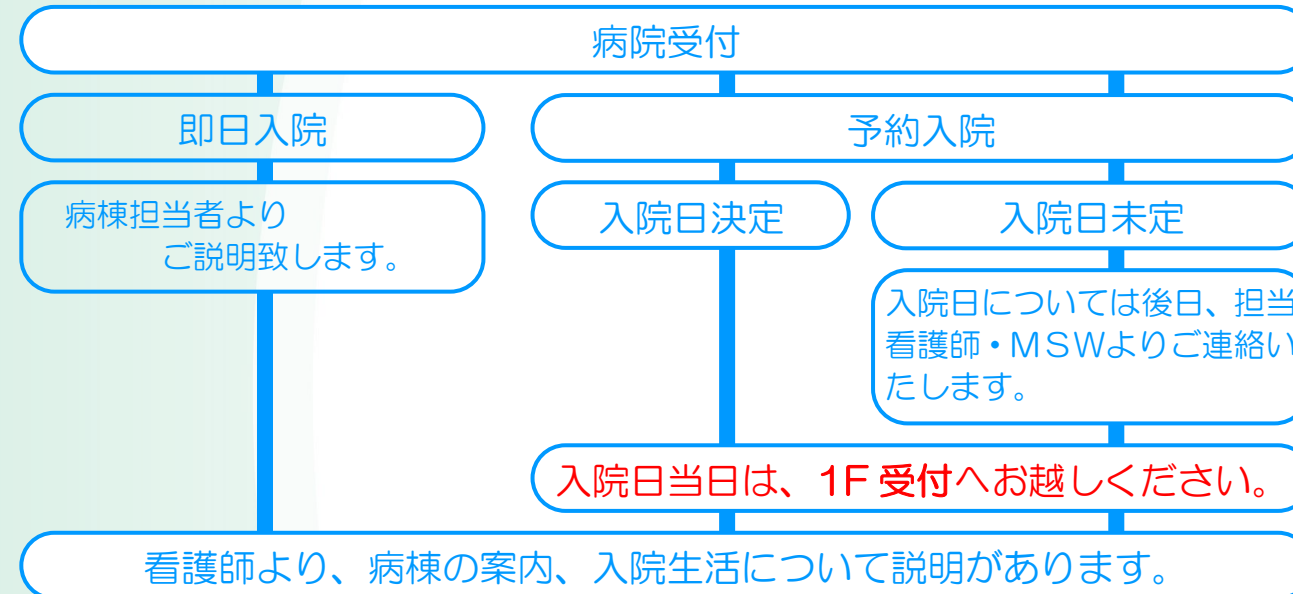 病院受付
即日入院
予約入院
病棟担当者より
ご説明致します。
入院日決定
入院日未定
入院日については後日、担当
看護師・ＭＳＷよりご連絡い
たします。
入院日当日は、1F 受付へお越しください。
看護師より、病棟の案内、入院生活について説明があります。